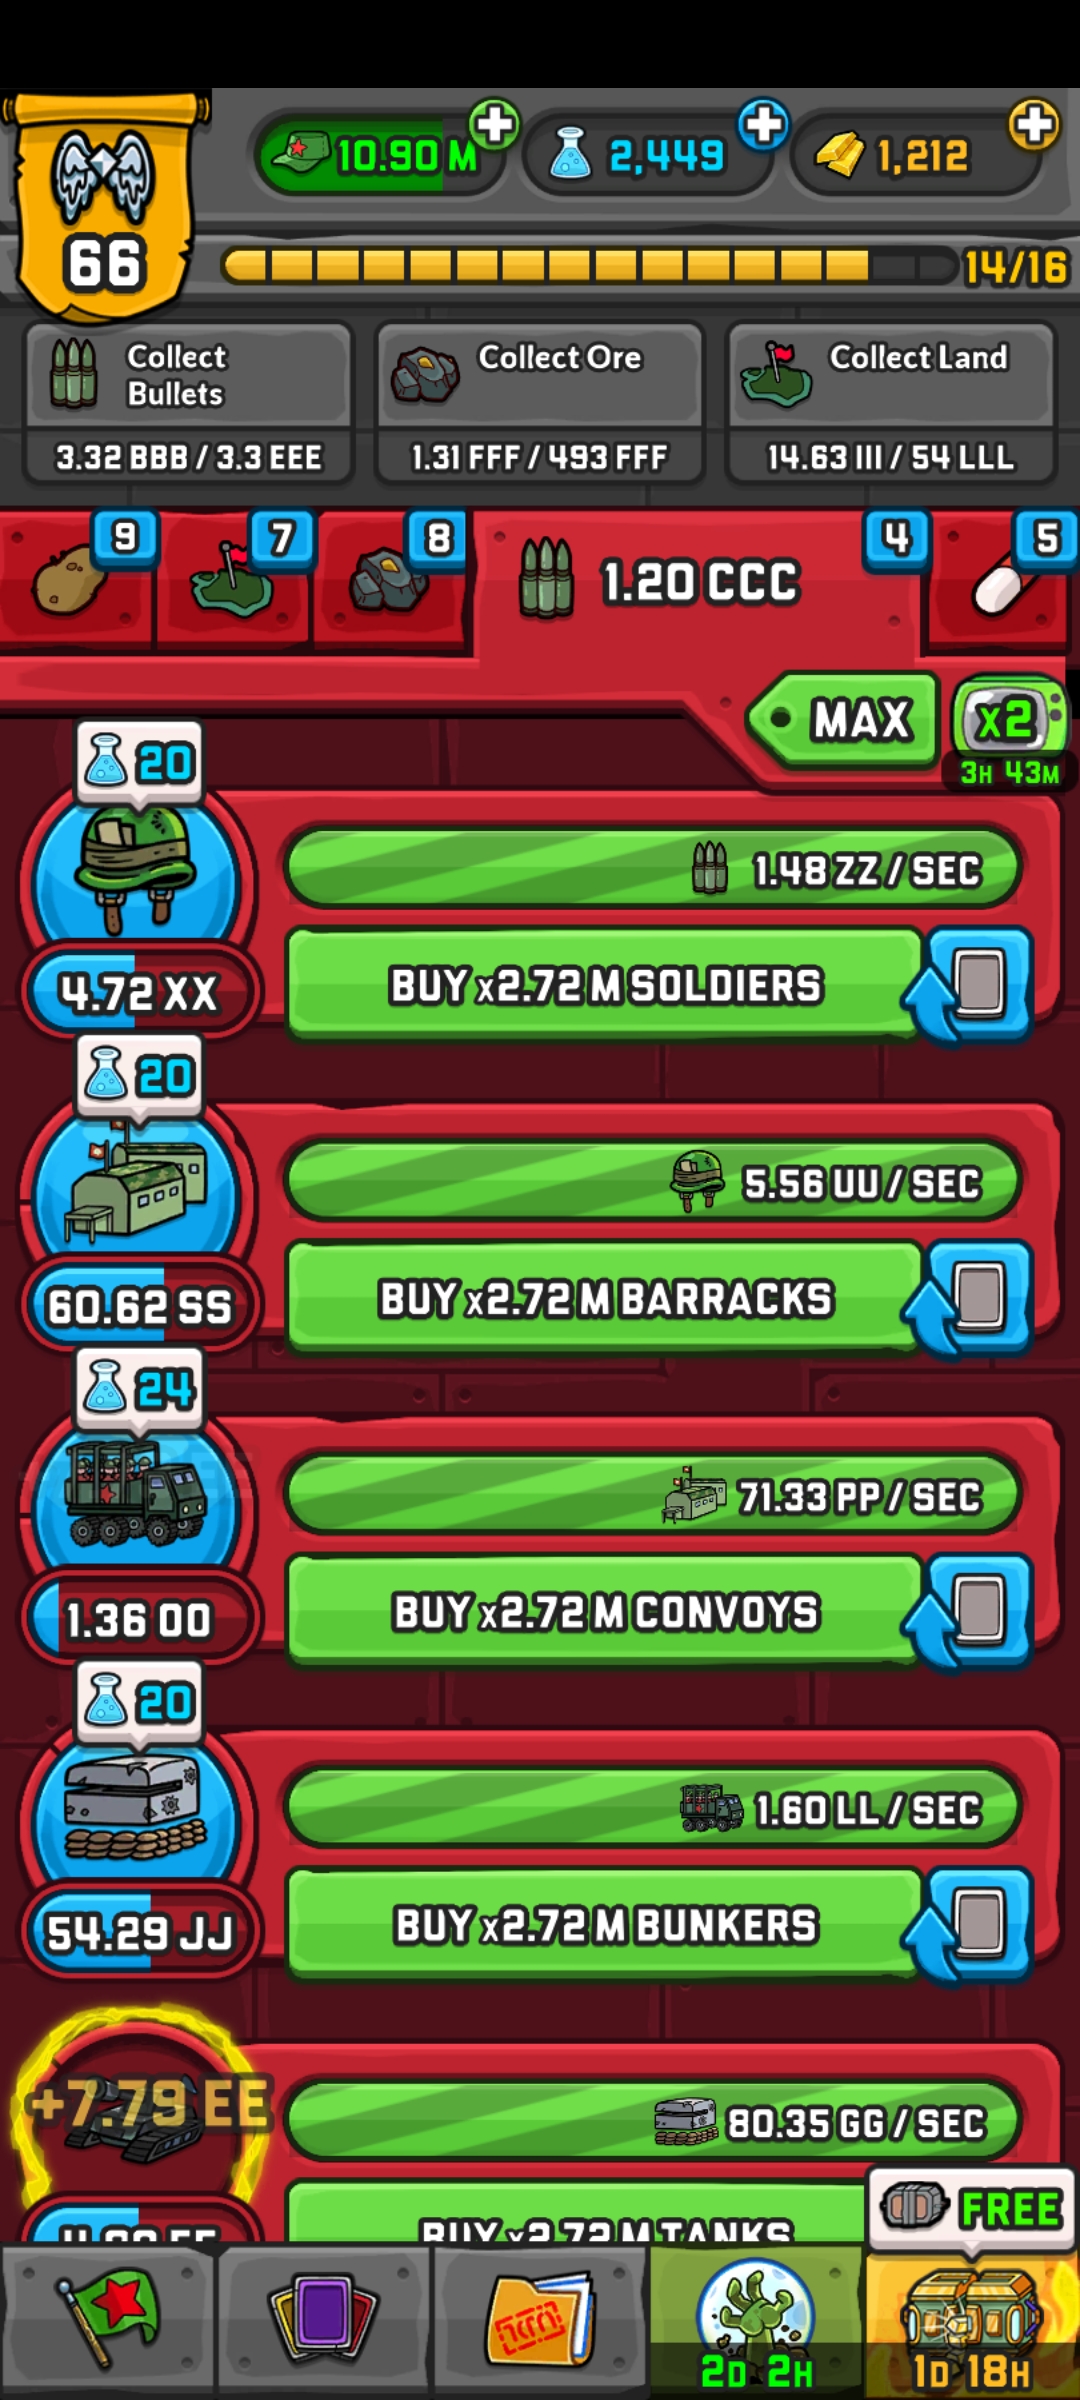 10.90 M
2,449
1,212
66
14/16
Collect
Bullets
3.32 BBB / 3.3 EEE
Collect Ore
1.31 FFF / 493 FFF
Collect Land
14.63 III / 54 LLL
9
7
8
1.20 CCC
4
5
MAX
x2
3H 43M
20
1.48 ZZ / SEC
4.72 XX
BUY x2.72 M SOLDIERS
20
5.56 UU / SEC
60.62 SS
BUY x2.72 M BARRACKS
24
71.33 PP / SEC
1.36 OO
BUY x2.72 M CONVOYS
20
1.60 LL / SEC
54.29 JJ
BUY x2.72 M BUNKERS
+7.79 EE
80.35 GG / SEC
BUY x2.72 M TANKS
FREE
2D 2H
1D 18H